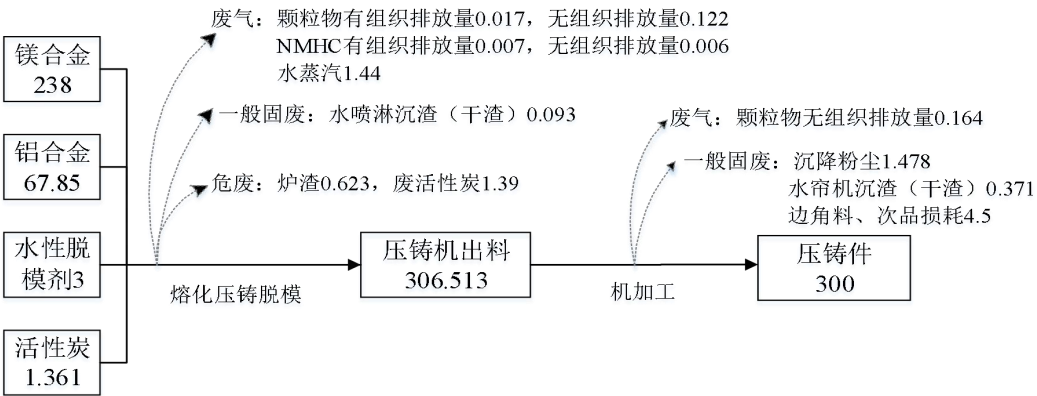 废气：颗粒物有组织排放量0.017，无组织排放量0.122
NMHC有组织排放量0.007，无组织排放量0.006
水蒸汽1.44
镁合金
238
一般固废：水喷淋沉渣（干渣）0.093
废气：颗粒物无组织排放量0.164
铝合金
67.85
危废：炉渣0.623，废活性炭1.39
一般固废：沉降粉尘1.478
水帘机沉渣（干渣）0.371
边角料、次品损耗4.5
水性脱
模剂3
压铸机出料
306.513
压铸件
300
熔化压铸脱模
机加工
活性炭
1.361